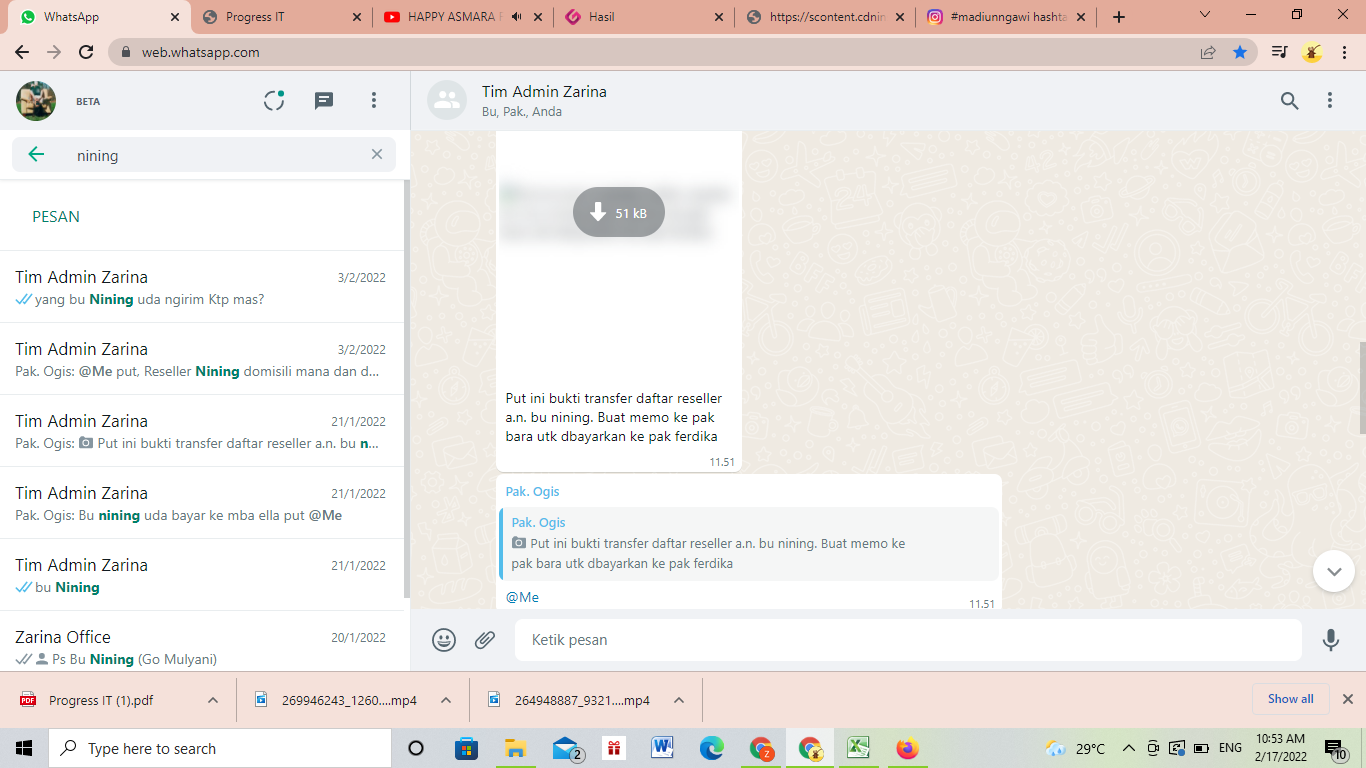 WhatsApp
Progress IT
HAPPY ASMARA
Hasil
https://scontent.cdnin
#madiunngawi hashta
web.whatsapp.com
BETA
Tim Admin Zarina
Bu, Pak., Anda
nining
PESAN
Tim Admin Zarina 3/2/2022
yang bu Nining uda ngirim Ktp mas?
Tim Admin Zarina 3/2/2022
Pak. Ogis: @Me put, Reseller Nining domisili mana dan d...
Tim Admin Zarina 21/1/2022
Pak. Ogis: Put ini bukti transfer daftar reseller a.n. bu n...
Tim Admin Zarina 21/1/2022
Pak. Ogis: Bu nining uda bayar ke mba ella put @Me
Tim Admin Zarina 21/1/2022
bu Nining
Zarina Office 20/1/2022
Ps Bu Nining (Go Mulyani)
51 kB
Put ini bukti transfer daftar reseller
a.n. bu nining. Buat memo ke pak
bara utk dbayarkan ke pak ferdika
11.51
Pak. Ogis
Pak. Ogis
Put ini bukti transfer daftar reseller a.n. bu nining. Buat memo ke
pak bara utk dbayarkan ke pak ferdika
@Me
11.51
Ketik pesan
Progress IT (1).pdf
269946243_1260....mp4
264948887_9321....mp4
Show all
Type here to search
2
29°C
ENG
10:53 AM
2/17/2022
10